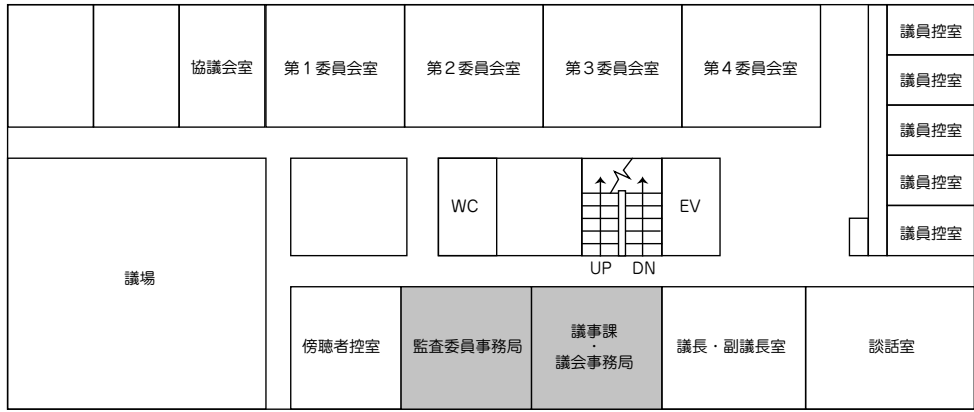 協議会室
第１委員会室
第２委員会室
第３委員会室
第４委員会室
議員控室
議員控室
議員控室
議員控室
議員控室
WC
EV
UP
DN
議場
傍聴者控室
監査委員事務局
議事課
・
議会事務局
議長・副議長室
談話室